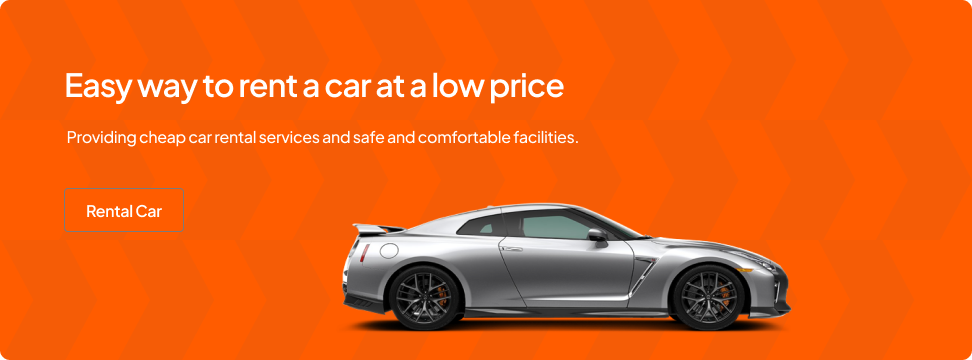 Easy way to rent a car at a low price
Providing cheap car rental services and safe and comfortable facilities.
Rental Car